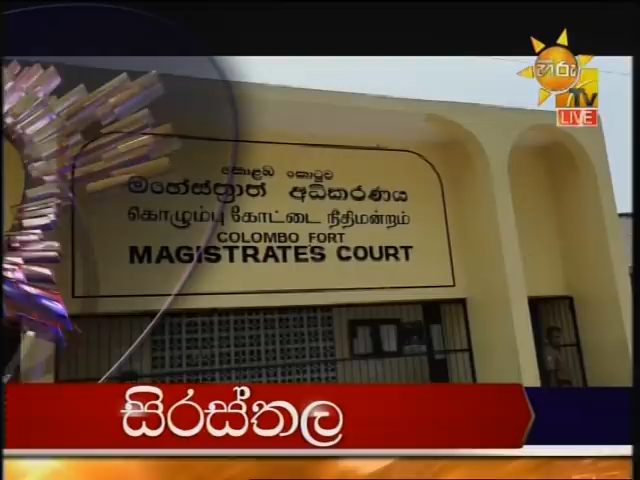 හිරු
TV
LIVE
කොළඹ කොටුව
මහේස්ත්‍රාත් අධිකරණය
கொழும்பு கோட்டை நீதிமன்றம்
COLOMBO FORT
MAGISTRATES COURT
සිරස්තල